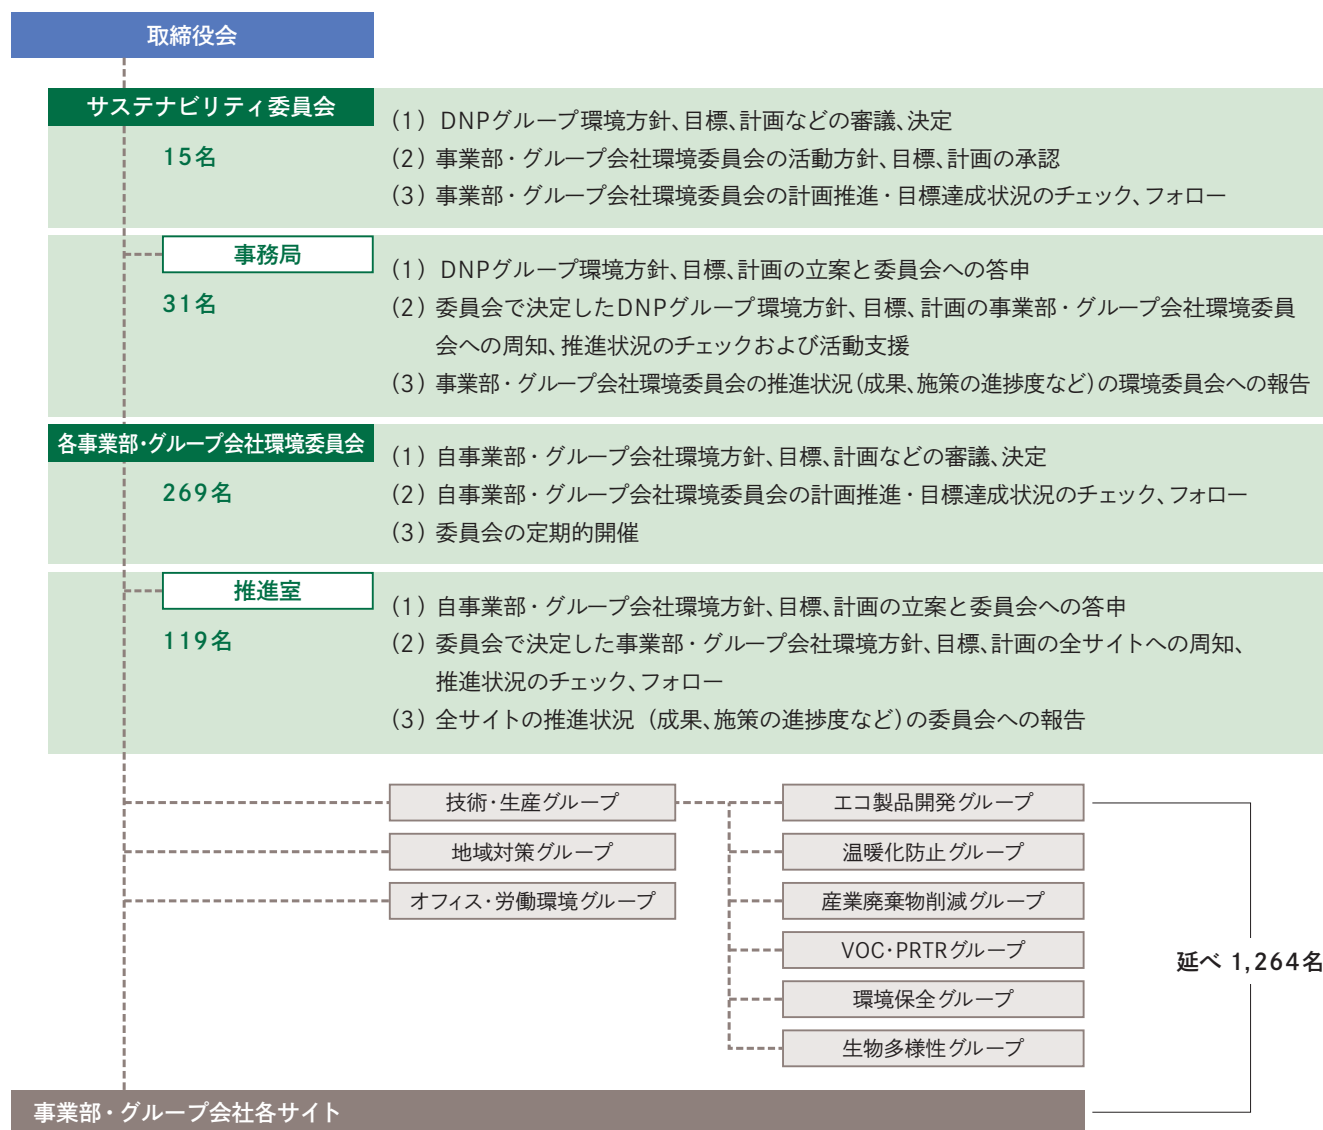 取締役会
サステナビリティ委員会
15名
(1) DNPグループ環境方針、目標、計画などの審議、決定
(2) 事業部・グループ会社環境委員会の活動方針、目標、計画の承認
(3) 事業部・グループ会社環境委員会の計画推進・目標達成状況のチェック、フォロー
事務局
31名
(1) DNPグループ環境方針、目標、計画の立案と委員会への答申
(2) 委員会で決定したDNPグループ環境方針、目標、計画の事業部・グループ会社環境委員
会への周知、推進状況のチェックおよび活動支援
(3) 事業部・グループ会社環境委員会の推進状況(成果、施策の進捗度など)の環境委員会への報告
各事業部・グループ会社環境委員会
269名
(1) 自事業部・グループ会社環境方針、目標、計画などの審議、決定
(2) 自事業部・グループ会社環境委員会の計画推進・目標達成状況のチェック、フォロー
(3) 委員会の定期的開催
推進室
119名
(1) 自事業部・グループ会社環境方針、目標、計画の立案と委員会への答申
(2) 委員会で決定した事業部・グループ会社環境方針、目標、計画の全サイトへの周知、
推進状況のチェック、フォロー
(3) 全サイトの推進状況 (成果、施策の進捗度など)の委員会への報告
技術・生産グループ
地域対策グループ
オフィス・労働環境グループ
エコ製品開発グループ
温暖化防止グループ
産業廃棄物削減グループ
VOC・PRTRグループ
環境保全グループ
生物多様性グループ
延べ 1,264名
事業部・グループ会社各サイト